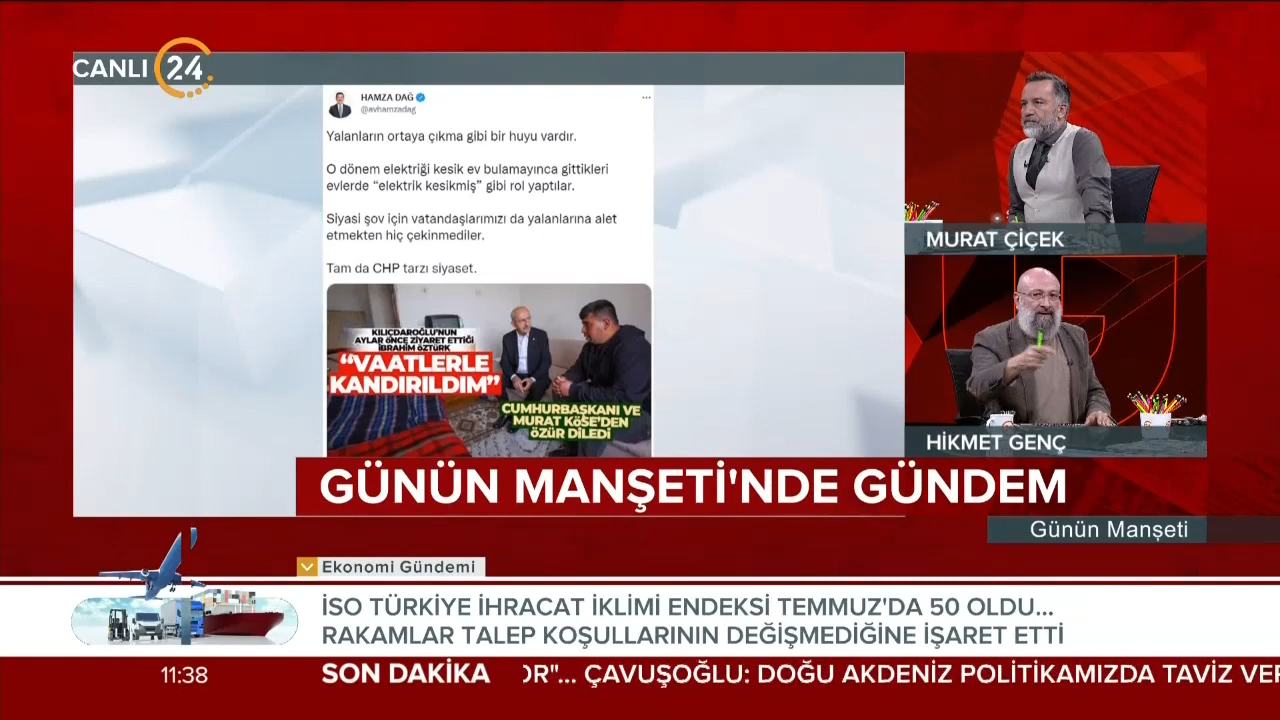 CANLI 24
HAMZA DAĞ
@avhamzadag
Yalanların ortaya çıkma gibi bir huyu vardır.
O dönem elektriği kesik ev bulamayınca gittikleri
evlerde “elektrik kesikmiş” gibi rol yaptılar.
Siyasi şov için vatandaşlarımızı da yalanlarına alet
etmekten hiç çekinmediler.
Tam da CHP tarzı siyaset.
KILIÇDAROĞLU'NUN
AYLAR ÖNCE ZİYARET ETTİĞİ
İBRAHİM ÖZTÜRK
“VAATLERLE
KANDIRILDIM”
CUMHURBAŞKANI VE
MURAT KÖSE'DEN
ÖZÜR DİLEDİ
MURAT ÇİÇEK
HİKMET GENÇ
GÜNÜN MANŞETİ'NDE GÜNDEM
Günün Manşeti
Ekonomi Gündemi
İSO TÜRKİYE İHRACAT İKLİMİ ENDEKSİ TEMMUZ'DA 50 OLDU...
RAKAMLAR TALEP KOŞULLARININ DEĞİŞMEDİĞİNE İŞARET ETTİ
11:38 SON DAKİKA OR"... ÇAVUŞOĞLU: DOĞU AKDENİZ POLİTİKAMIZDA TAVİZ VER